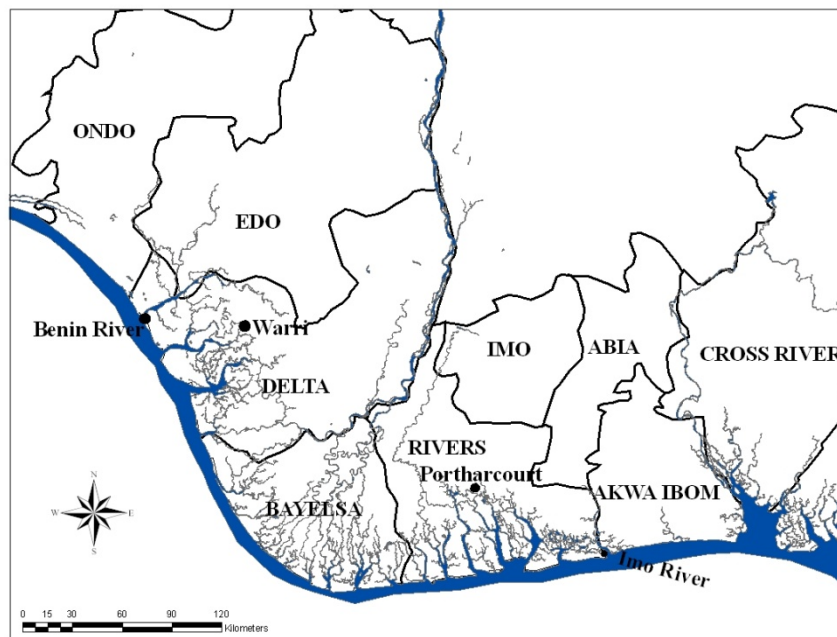 ONDO
EDO
Benin River
Warri
IMO
ABIA
CROSS RIVER
DELTA
RIVERS
Portharcourt
AKWA IBOM
BAYELSA
Imo River
N
W E
S
0 15 30 60 90 120
Kilometers